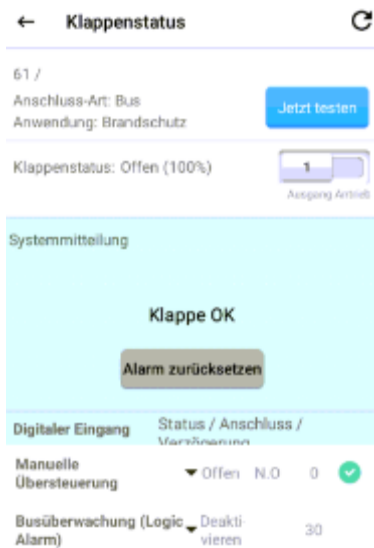 Klappenstatus
61 /
Anschluss-Art: Bus
Anwendung: Brandschutz
Jetzt testen
Klappenstatus: Offen (100%)
1
Ausgang Antrieb
Systemmitteilung
Klappe OK
Alarm zurücksetzen
Digitaler Eingang
Status / Anschluss /
Verzögerung
Manuelle
Übersteuerung
Offen N.O 0
Busüberwachung (Logic
Alarm)
Deakti-
vieren
30